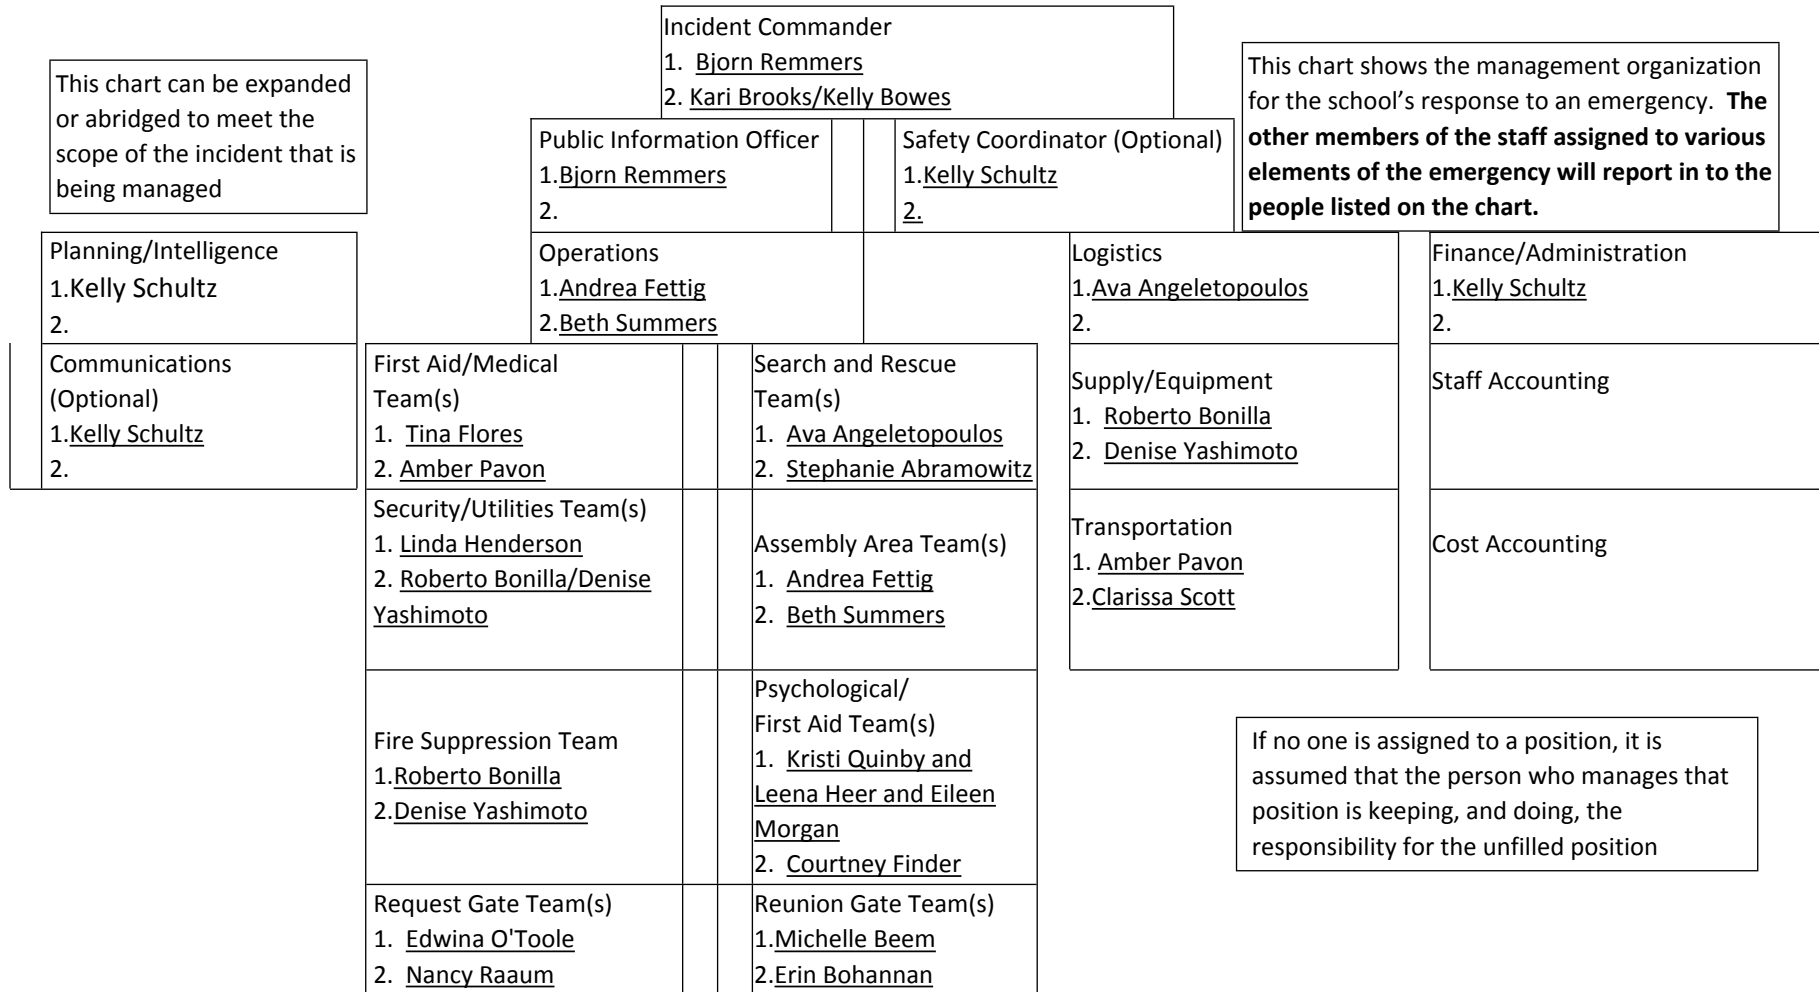 Incident Commander
1. Bjorn Remmers
2. Kari Brooks/Kelly Bowes
This chart can be expanded
or abridged to meet the
scope of the incident that is
being managed
This chart shows the management organization
for the school’s response to an emergency. The
other members of the staff assigned to various
elements of the emergency will report in to the
people listed on the chart.
Public Information Officer
1.Bjorn Remmers
2.
Safety Coordinator (Optional)
1.Kelly Schultz
2.
Planning/Intelligence
1.Kelly Schultz
2.
Operations
1.Andrea Fettig
2.Beth Summers
Logistics
1.Ava Angeletopoulos
2.
Finance/Administration
1.Kelly Schultz
2.
Communications
(Optional)
1.Kelly Schultz
2.
First Aid/Medical
Team(s)
1. Tina Flores
2. Amber Pavon
Search and Rescue
Team(s)
1. Ava Angeletopoulos
2. Stephanie Abramowitz
Supply/Equipment
1. Roberto Bonilla
2. Denise Yashimoto
Staff Accounting
Security/Utilities Team(s)
1. Linda Henderson
2. Roberto Bonilla/Denise
Yashimoto
Assembly Area Team(s)
1. Andrea Fettig
2. Beth Summers
Transportation
1. Amber Pavon
2.Clarissa Scott
Cost Accounting
Fire Suppression Team
1.Roberto Bonilla
2.Denise Yashimoto
Psychological/
First Aid Team(s)
1. Kristi Quinby and
Leena Heer and Eileen
Morgan
2. Courtney Finder
If no one is assigned to a position, it is
assumed that the person who manages that
position is keeping, and doing, the
responsibility for the unfilled position
Request Gate Team(s)
1. Edwina O'Toole
2. Nancy Raaum
Reunion Gate Team(s)
1.Michelle Beem
2.Erin Bohannan